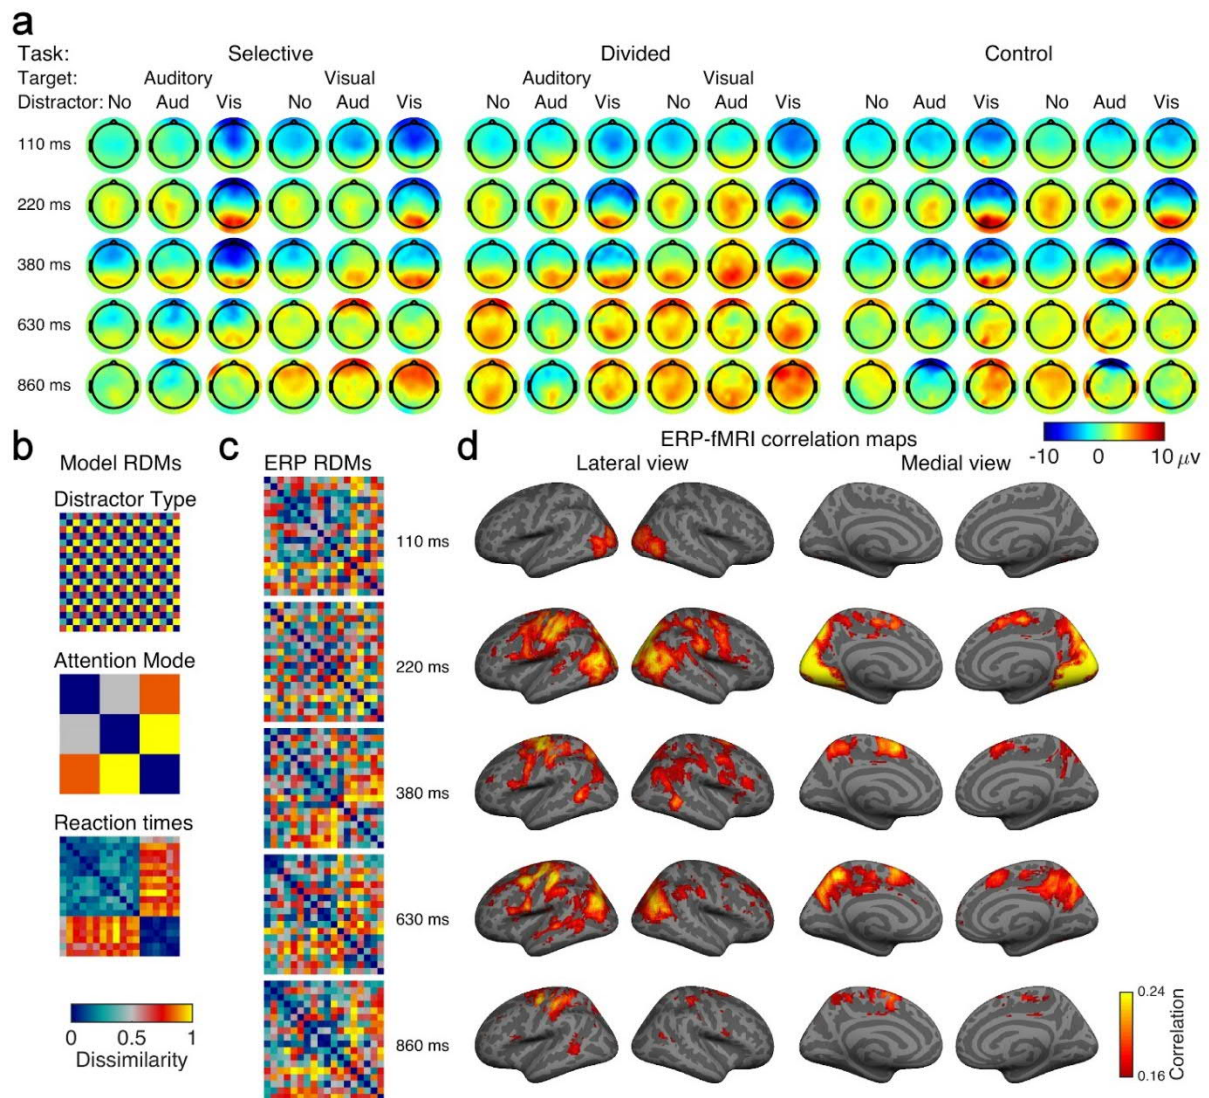 a
Task: Selective Divided Control
Target: Auditory Visual Auditory Visual
Distractor: No Aud Vis No Aud Vis No Aud Vis No Aud Vis No Aud Vis No Aud Vis
110 ms
220 ms
380 ms
630 ms
860 ms
-10 0 10 μv
b
Model RDMs
Distractor Type
Attention Mode
Reaction times
0 0.5 1
Dissimilarity
c
ERP RDMs
110 ms
220 ms
380 ms
630 ms
860 ms
d
ERP-fMRI correlation maps
Lateral view Medial view
0.24
0.16
Correlation